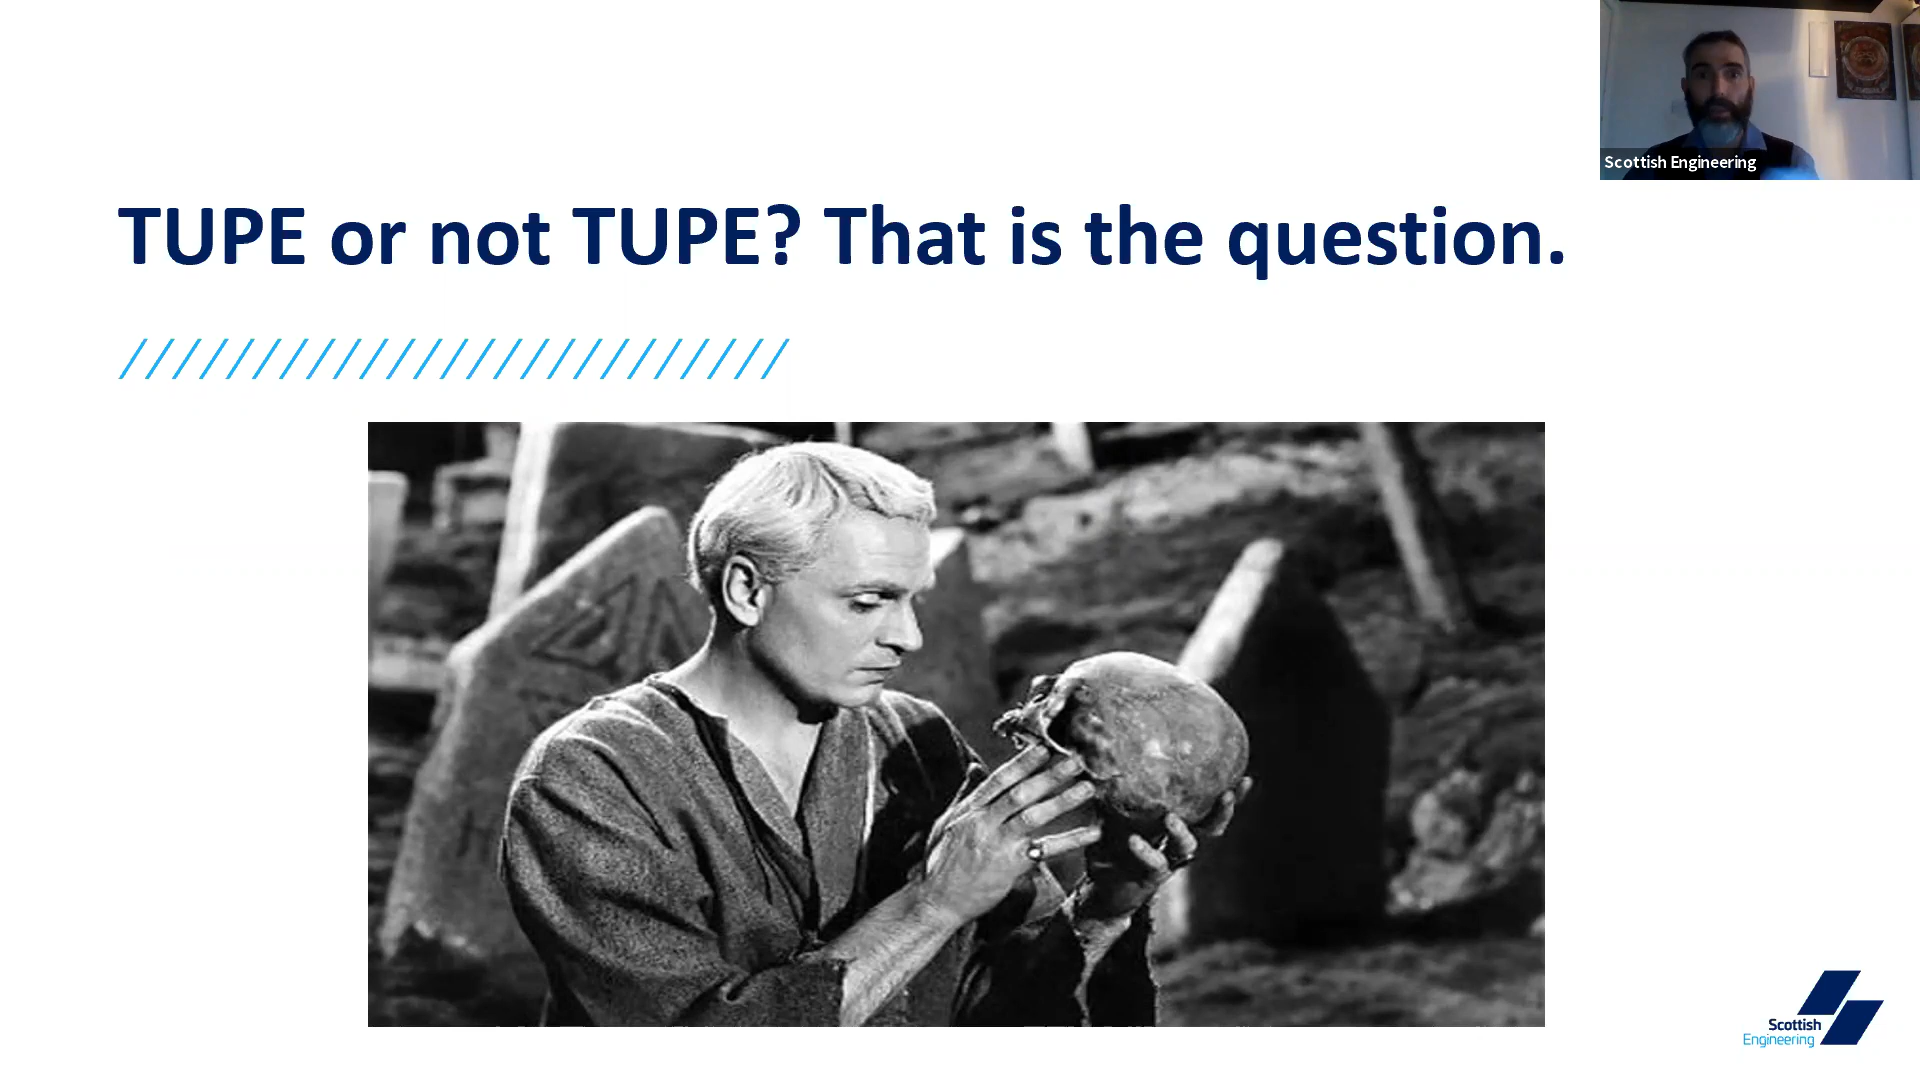 Scottish Engineering
TUPE or not TUPE? That is the question.
Scottish
Engineering